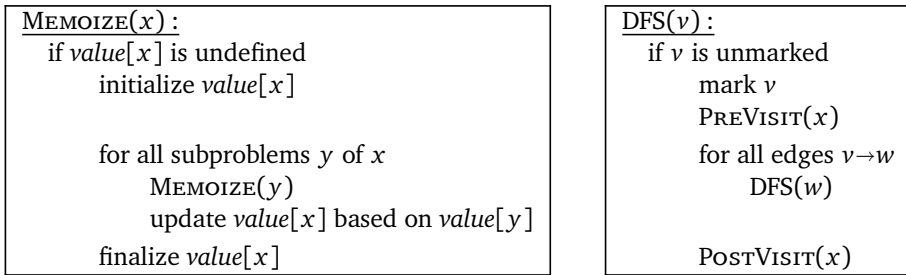 MEMOIZE(x):
if value[x] is undefined
initialize value[x]
for all subproblems y of x
MEMOIZE(y)
update value[x] based on value[y]
finalize value[x]
DFS(v):
if v is unmarked
mark v
PREVISIT(x)
for all edges v→w
DFS(w)
POSTVISIT(x)